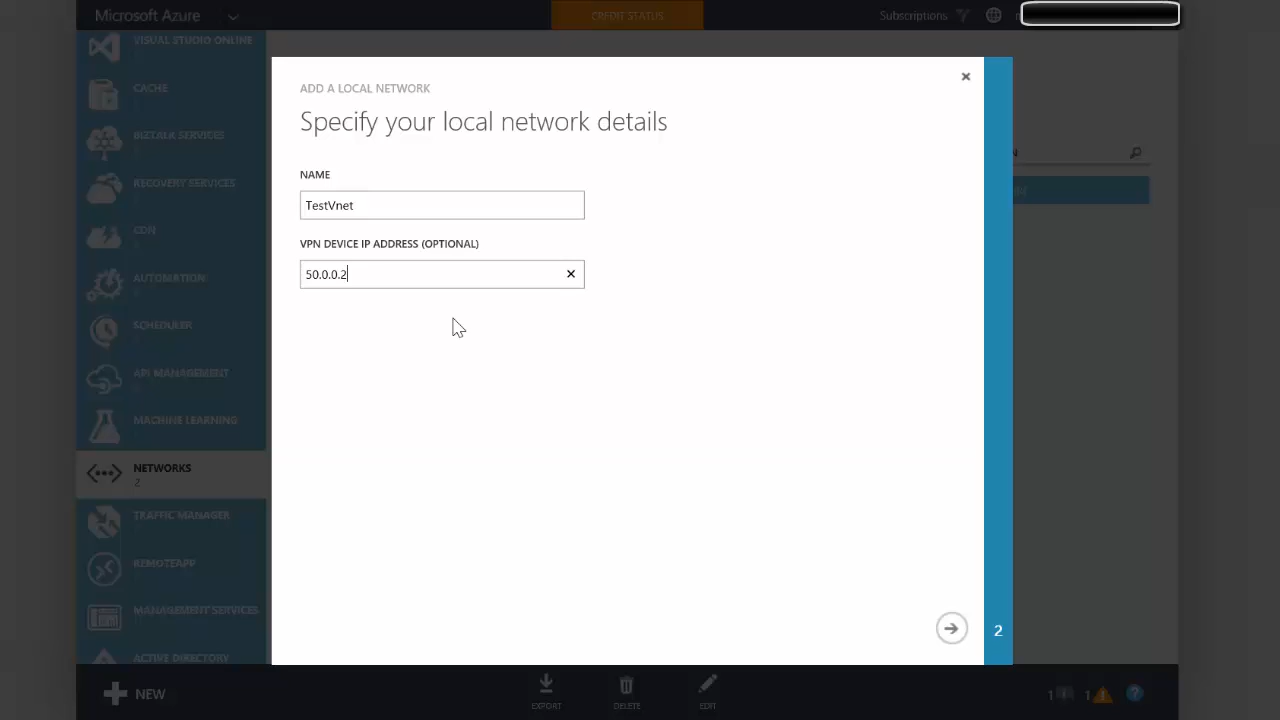 Microsoft Azure
CREDIT STATUS
Subscriptions
VISUAL STUDIO ONLINE
CACHE
BIZTALK SERVICES
RECOVERY SERVICES
CDN
AUTOMATION
SCHEDULER
API MANAGEMENT
MACHINE LEARNING
NETWORKS
2
TRAFFIC MANAGER
REMOTEAPP
MANAGEMENT SERVICES
ACTIVE DIRECTORY
ADD A LOCAL NETWORK
Specify your local network details
NAME
TestVnet
VPN DEVICE IP ADDRESS (OPTIONAL)
50.0.0.2
2
NEW
EXPORT
DELETE
EDIT
1
1